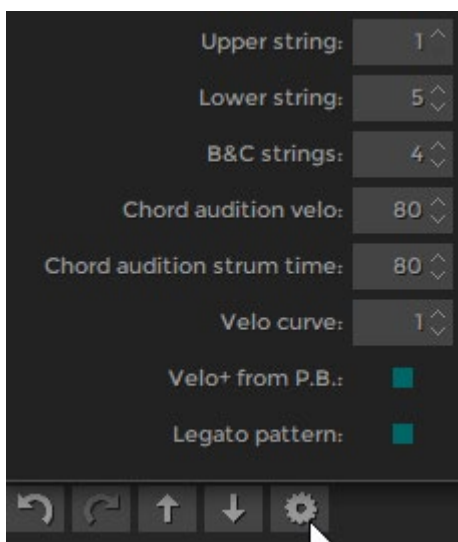 Upper string: 1
Lower string: 5
B&C strings: 4
Chord audition velo: 80
Chord audition strum time: 80
Velo curve: 1
Velo+ from P.B.:
Legato pattern: